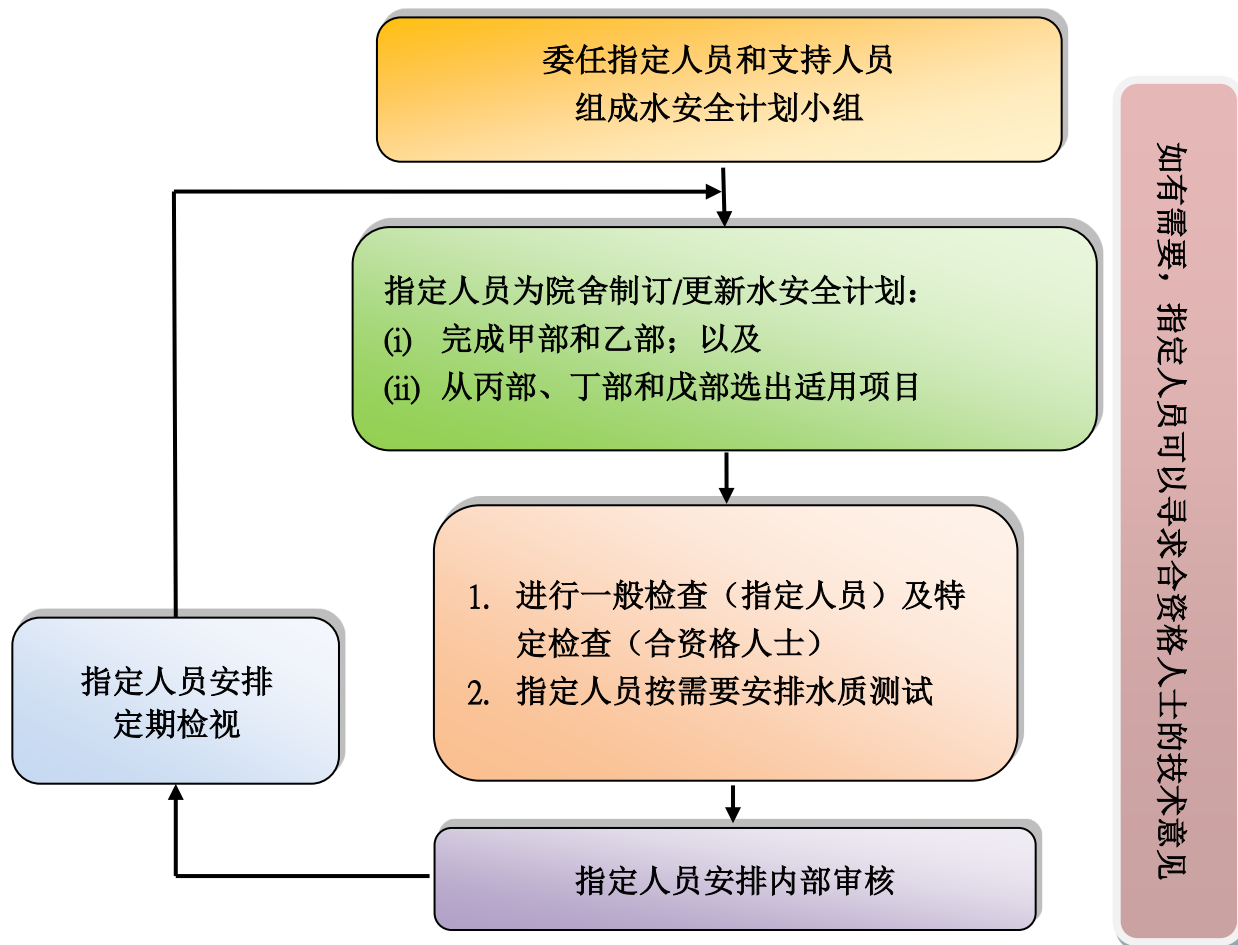 委任指定人员和支持人员
组成水安全计划小组
指定人员为院舍制订/更新水安全计划：
(i) 完成甲部和乙部；以及
(ii) 从丙部、丁部和戊部选出适用项目
1. 进行一般检查（指定人员）及特
定检查（合资格人士）
2. 指定人员按需要安排水质测试
指定人员安排
定期检视
指定人员安排内部审核
如有需要，指定人员可以寻求合资格人士的技术意见